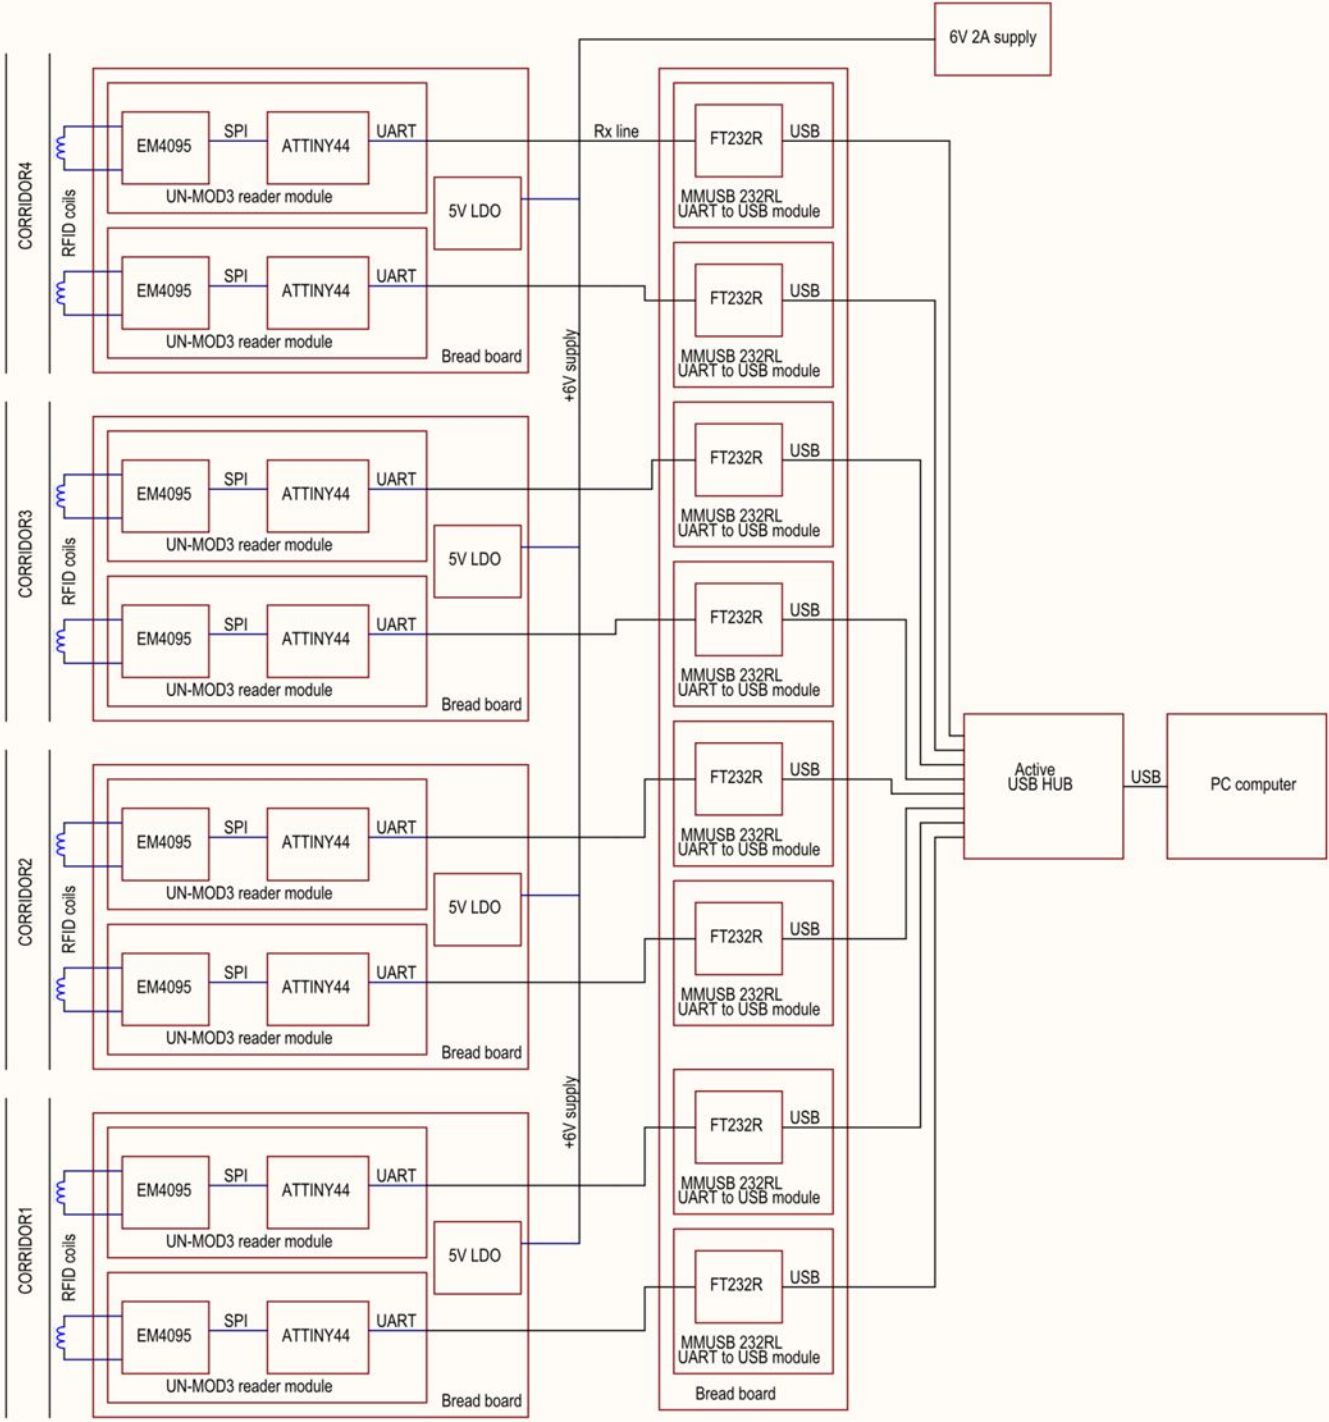 6V 2A supply
CORRIDOR4
RFID coils
EM4095
SPI
ATTINY44
UART
UN-MOD3 reader module
5V LDO
EM4095
SPI
ATTINY44
UART
UN-MOD3 reader module
Bread board
Rx line
+6V supply
CORRIDOR3
RFID coils
EM4095
SPI
ATTINY44
UART
UN-MOD3 reader module
5V LDO
EM4095
SPI
ATTINY44
UART
UN-MOD3 reader module
Bread board
CORRIDOR2
RFID coils
EM4095
SPI
ATTINY44
UART
UN-MOD3 reader module
5V LDO
EM4095
SPI
ATTINY44
UART
UN-MOD3 reader module
Bread board
+6V supply
CORRIDOR1
RFID coils
EM4095
SPI
ATTINY44
UART
UN-MOD3 reader module
5V LDO
EM4095
SPI
ATTINY44
UART
UN-MOD3 reader module
Bread board
FT232R
USB
MMUSB 232RL
UART to USB module
FT232R
USB
MMUSB 232RL
UART to USB module
FT232R
USB
MMUSB 232RL
UART to USB module
FT232R
USB
MMUSB 232RL
UART to USB module
FT232R
USB
MMUSB 232RL
UART to USB module
FT232R
USB
MMUSB 232RL
UART to USB module
FT232R
USB
MMUSB 232RL
UART to USB module
FT232R
USB
MMUSB 232RL
UART to USB module
Bread board
Active
USB HUB
USB
PC computer